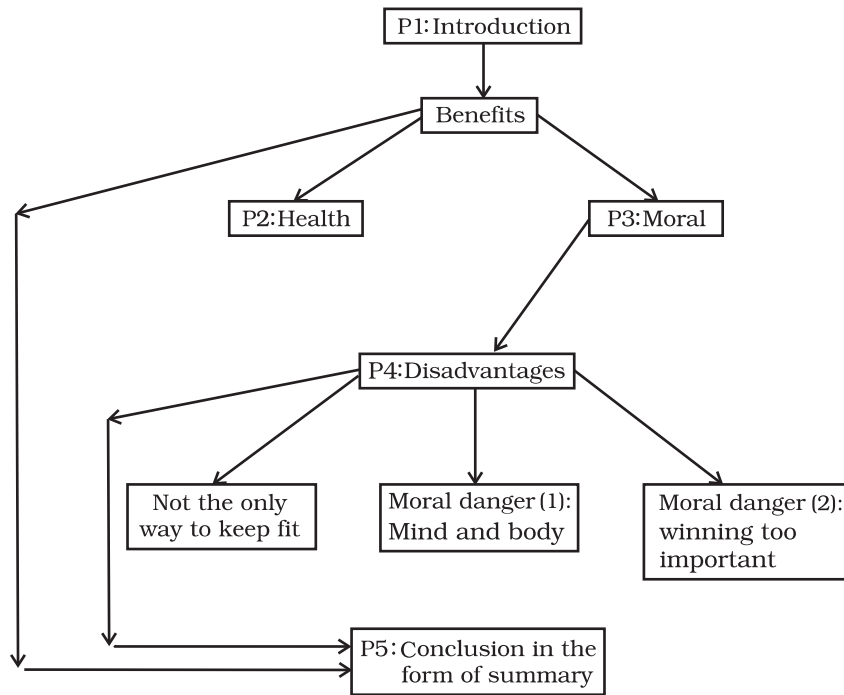 P1:Introduction
Benefits
P2:Health
P3:Moral
P4:Disadvantages
Not the only
way to keep fit
Moral danger (1):
Mind and body
Moral danger (2):
winning too
important
P5:Conclusion in the
form of summary